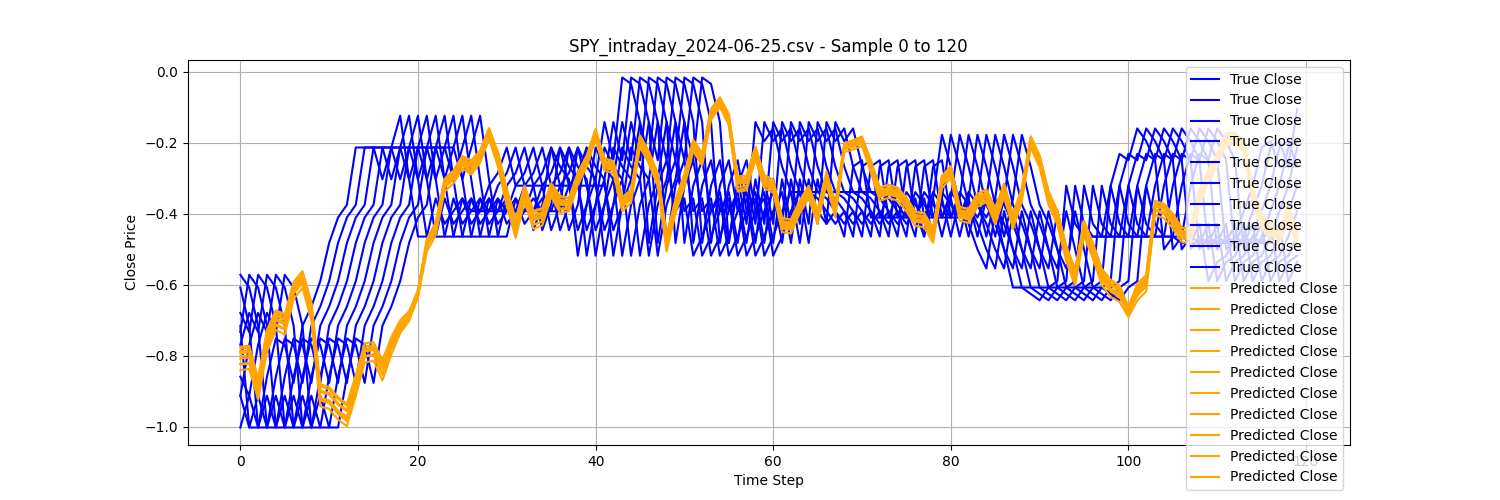 SPY_intraday_2024-06-25.csv - Sample 0 to 120
Close Price
0.0
−0.2
−0.4
−0.6
−0.8
−1.0
0
20
40
60
80
100
120
Time Step
True Close
True Close
True Close
True Close
True Close
True Close
True Close
True Close
True Close
True Close
Predicted Close
Predicted Close
Predicted Close
Predicted Close
Predicted Close
Predicted Close
Predicted Close
Predicted Close
Predicted Close
Predicted Close